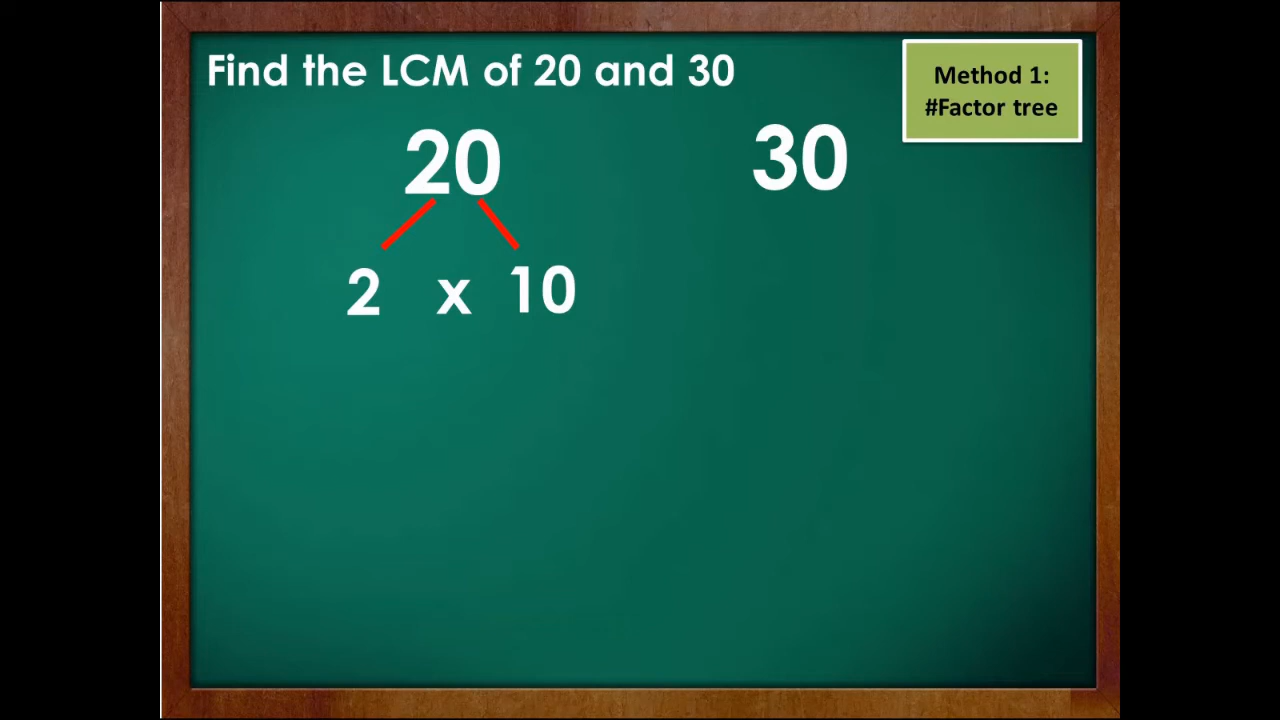 Find the LCM of 20 and 30
Method 1:
#Factor tree
20
30
2 x 10